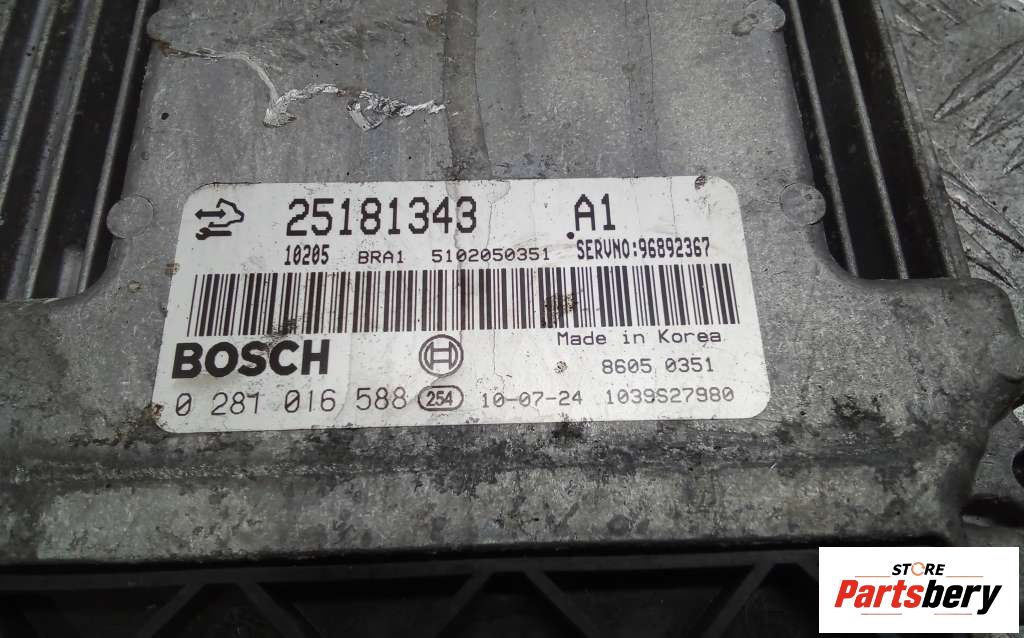 25181343 A1
10205 BRA1 5102050351 SERVNO:96892367
Made in Korea
BOSCH
8605 0351
0 281 016 588 254 10-07-24 1039S27980
STORE
Partsbery